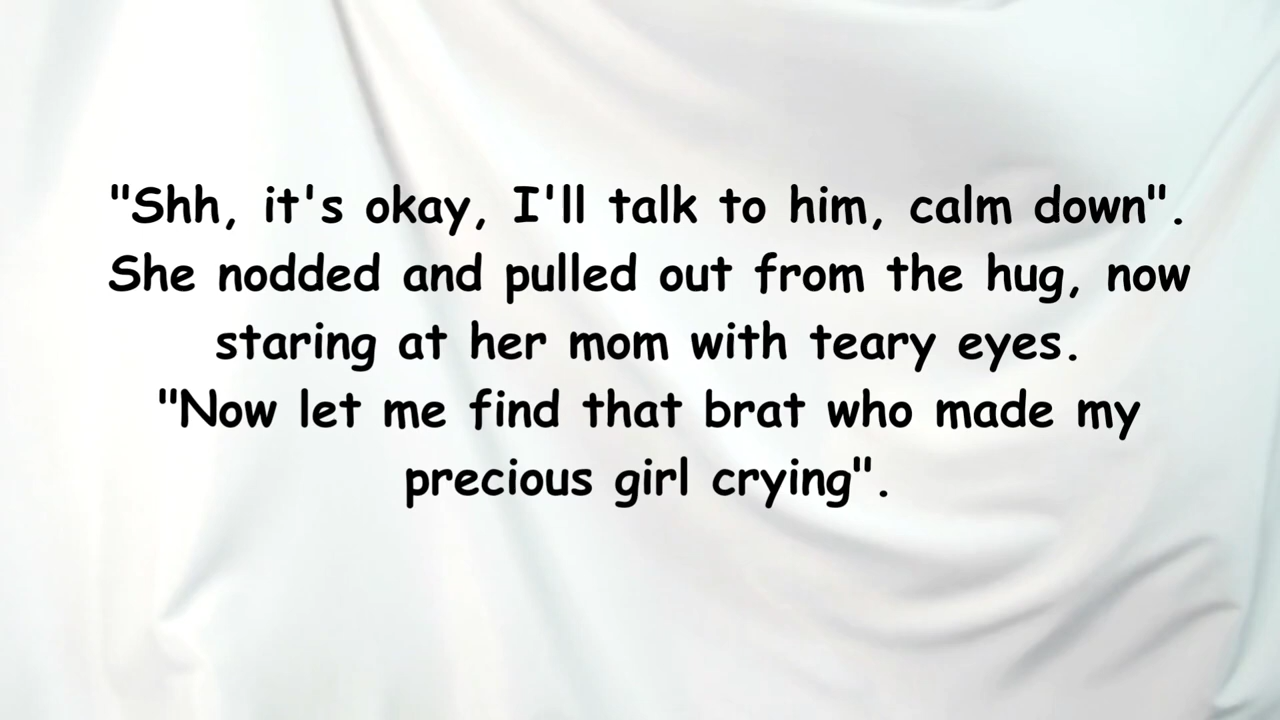 "Shh, it's okay, I'll talk to him, calm down".
She nodded and pulled out from the hug, now
staring at her mom with teary eyes.
"Now let me find that brat who made my
precious girl crying".